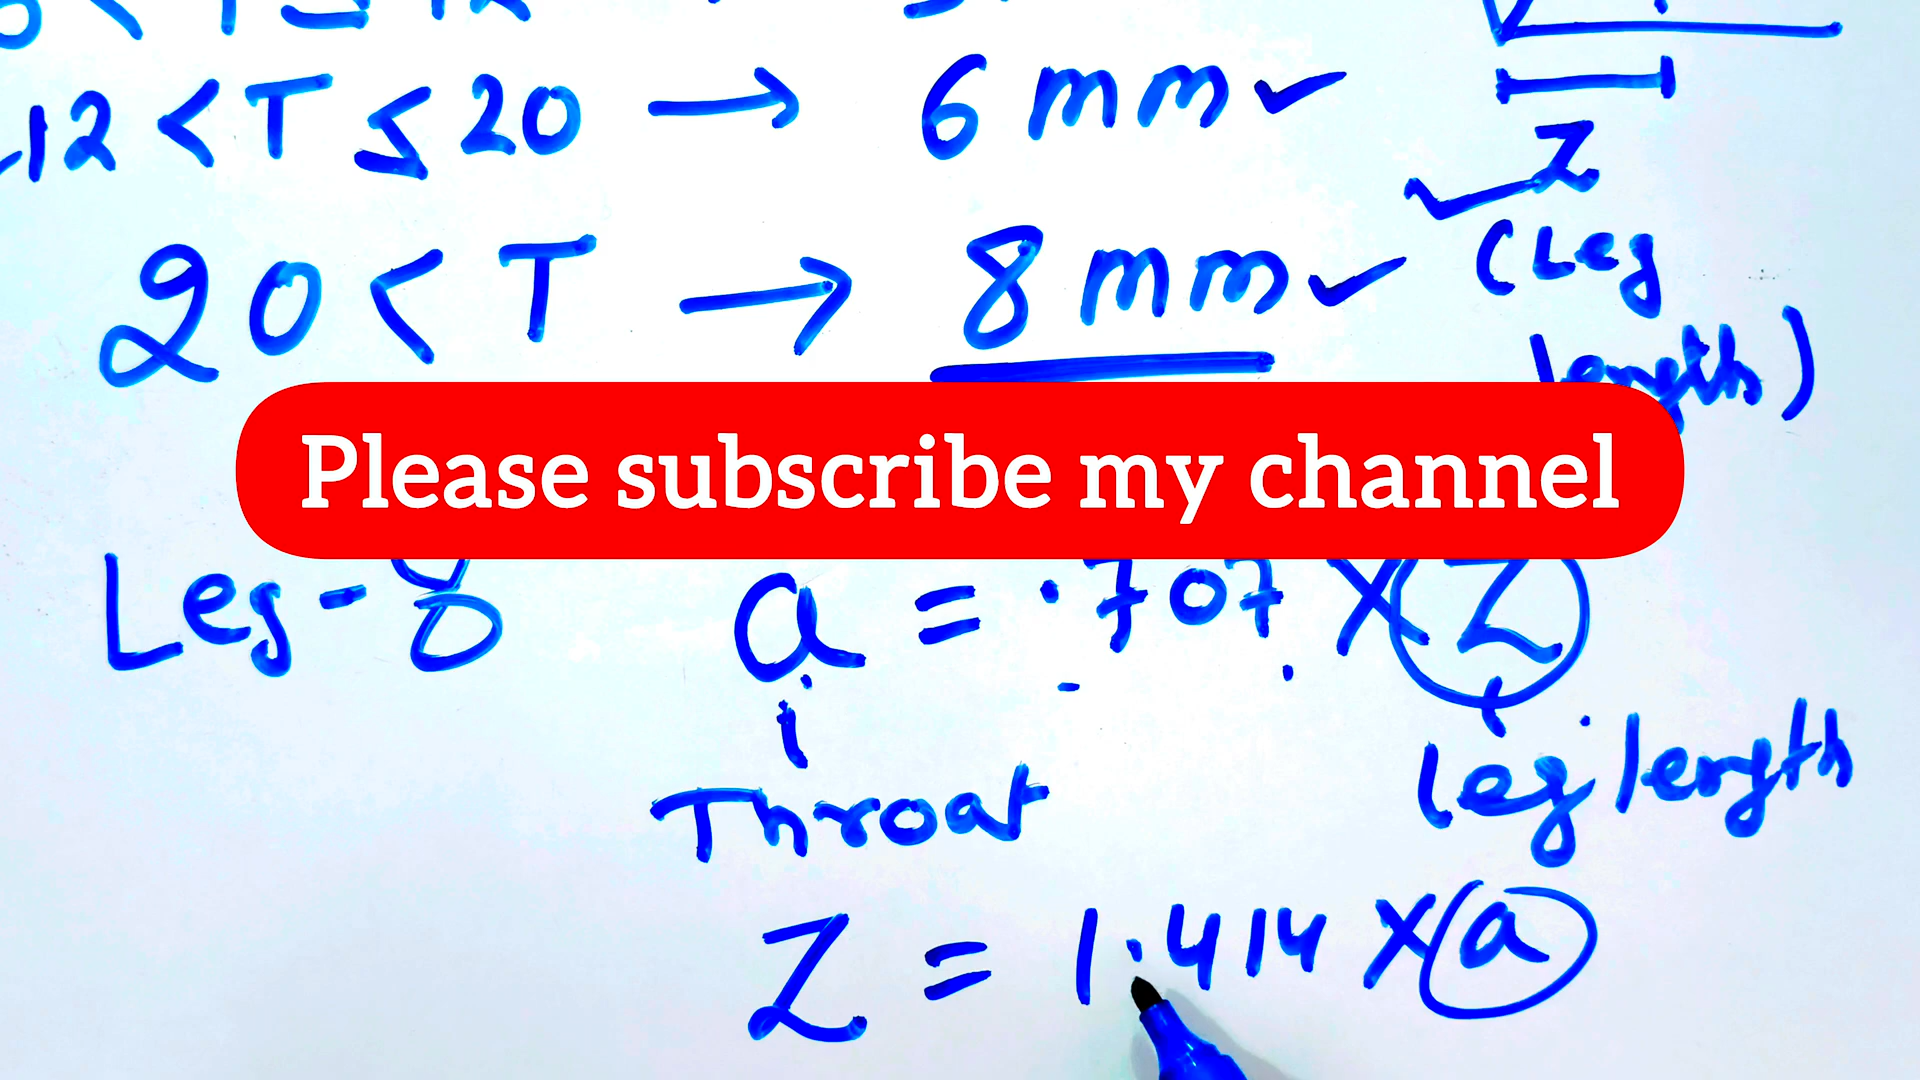 12 < T ≤ 20 → 6 mm ✓
Z
20 < T → 8 mm ✓
(Leg
length)
Please subscribe my channel
Leg - 8 a = .707 × Z
Throat
leg length
Z = 1.414 × a